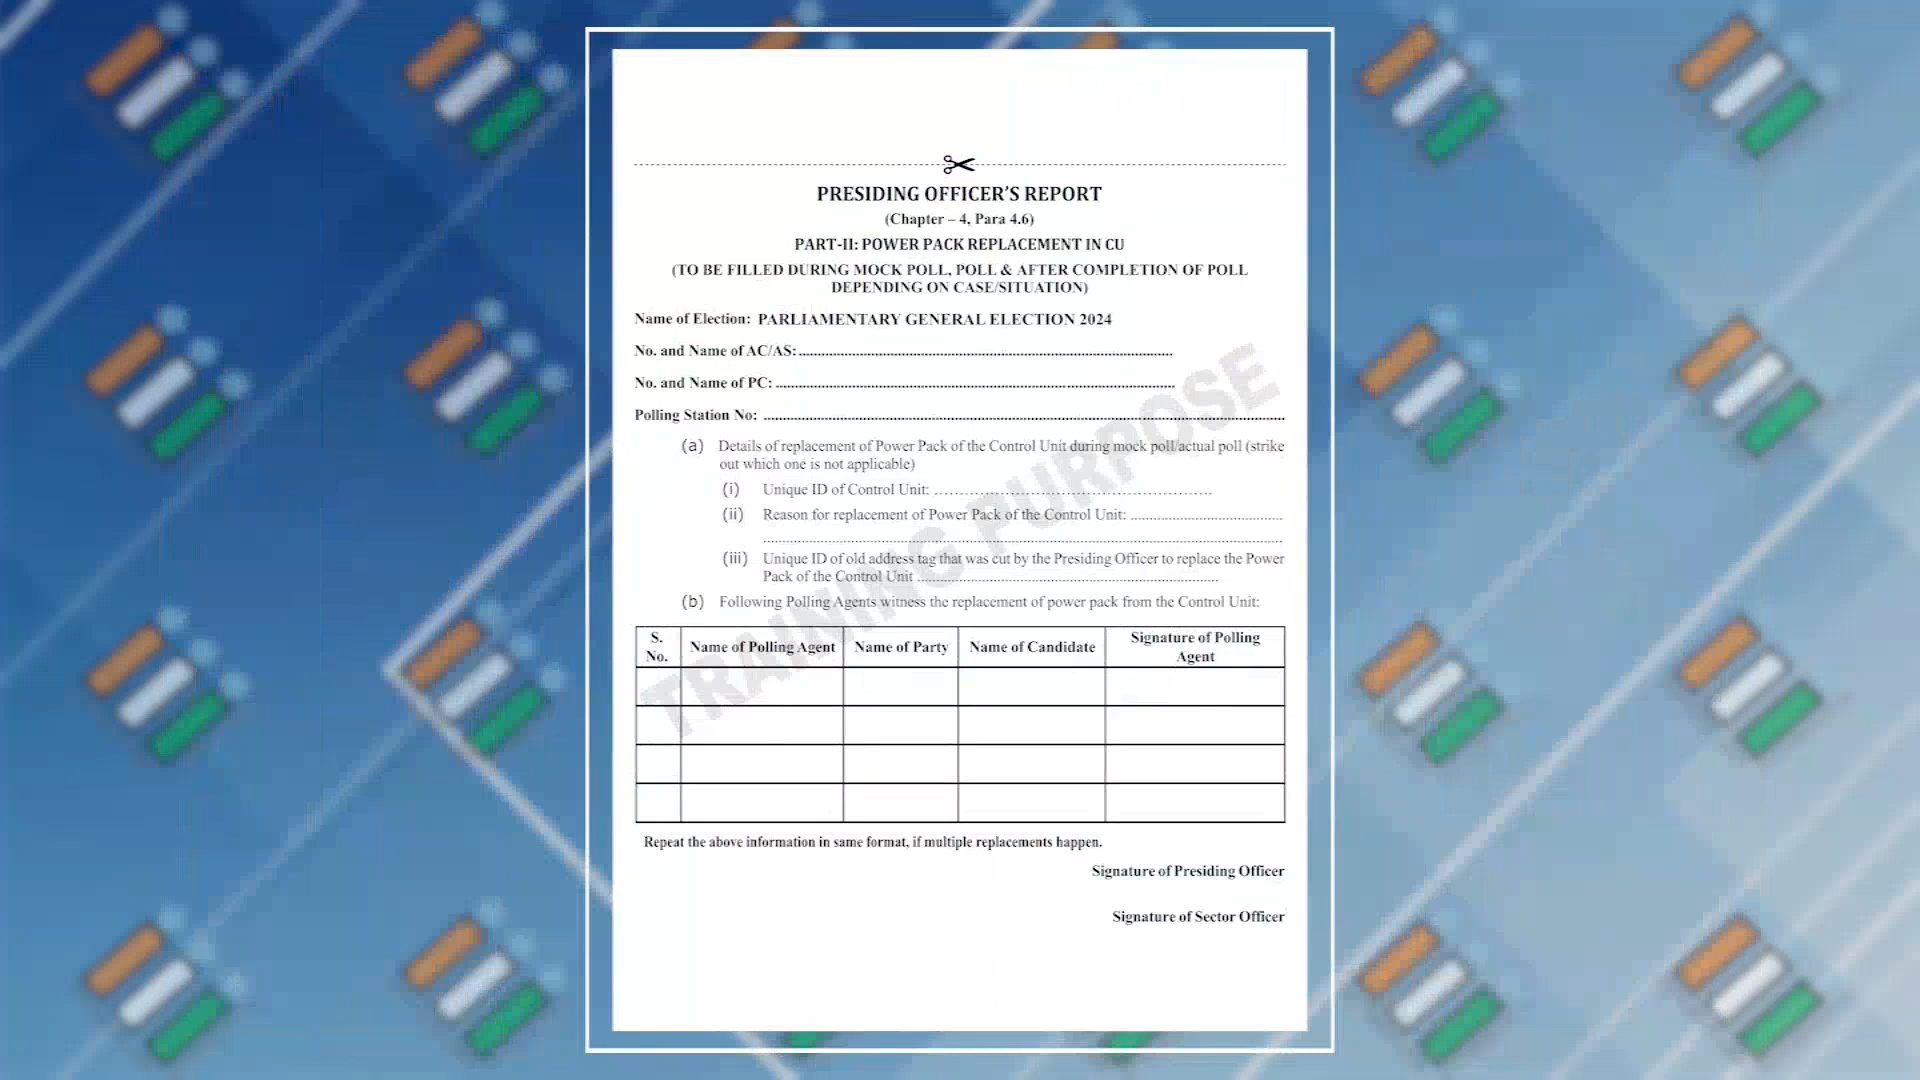 PRESIDING OFFICER'S REPORT
(Chapter – 4, Para 4.6)
PART-II: POWER PACK REPLACEMENT IN CU
(TO BE FILLED DURING MOCK POLL, POLL & AFTER COMPLETION OF POLL
DEPENDING ON CASE/SITUATION)
Name of Election: PARLIAMENTARY GENERAL ELECTION 2024
No. and Name of AC/AS:
No. and Name of PC:
Polling Station No:
(a) Details of replacement of Power Pack of the Control Unit during mock poll/actual poll (strike
out which one is not applicable)
(i) Unique ID of Control Unit:
(ii) Reason for replacement of Power Pack of the Control Unit:
(iii) Unique ID of old address tag that was cut by the Presiding Officer to replace the Power
Pack of the Control Unit
(b) Following Polling Agents witness the replacement of power pack from the Control Unit:
S. No. Name of Polling Agent Name of Party Name of Candidate Signature of Polling Agent
Repeat the above information in same format, if multiple replacements happen.
Signature of Presiding Officer
Signature of Sector Officer
TRAINING PURPOSE